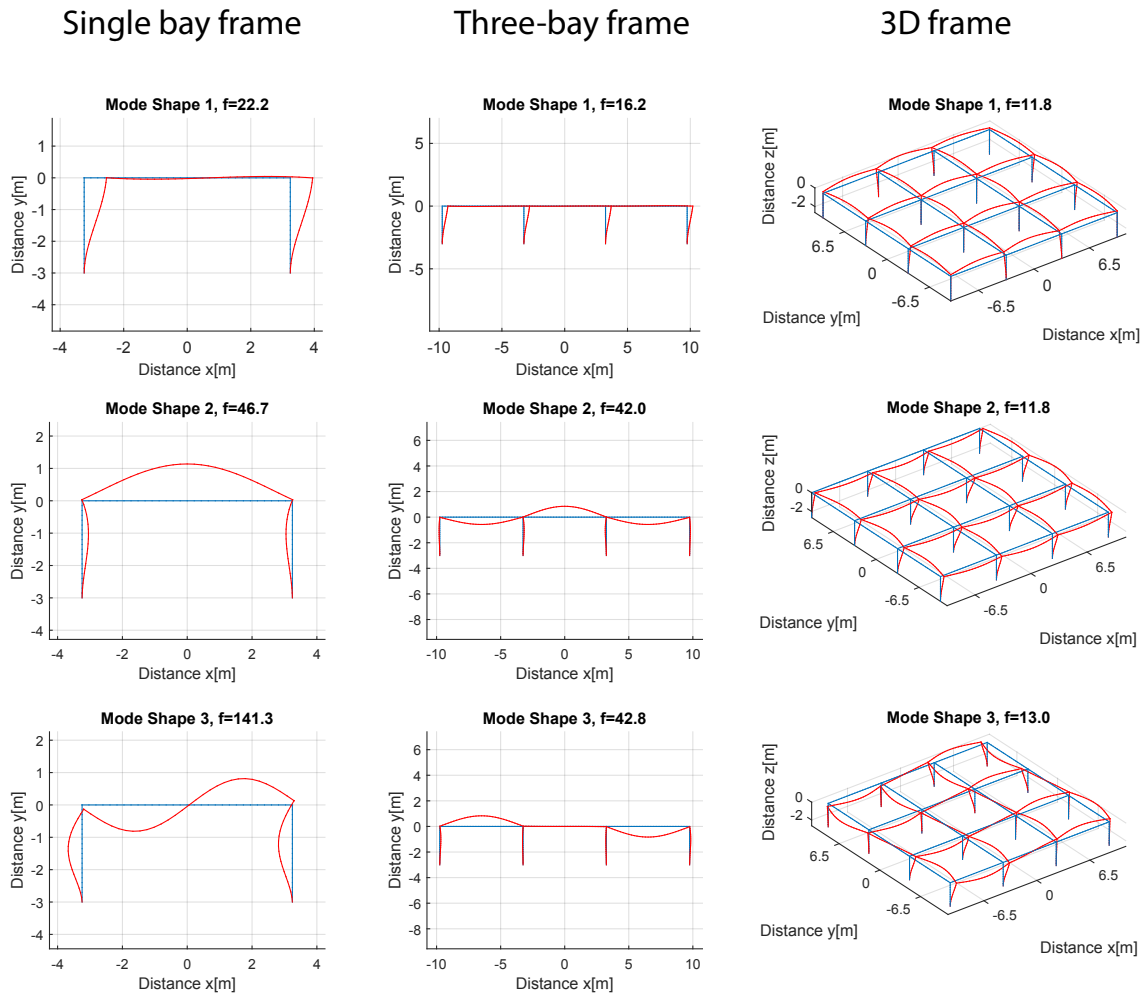 Single bay frame
Three-bay frame
3D frame
Mode Shape 1, f=22.2
1
0
-1
-2
-3
-4
Distance y[m]
-4
-2
0
2
4
Distance x[m]
Mode Shape 1, f=16.2
5
0
-5
Distance y[m]
-10
-5
0
5
10
Distance x[m]
Mode Shape 1, f=11.8
Distance z[m]
0
-2
6.5
0
-6.5
Distance y[m]
-6.5
0
6.5
Distance x[m]
Mode Shape 2, f=46.7
2
1
0
-1
-2
-3
-4
Distance y[m]
-4
-2
0
2
4
Distance x[m]
Mode Shape 2, f=42.0
6
4
2
0
-2
-4
-6
-8
Distance y[m]
-10
-5
0
5
10
Distance x[m]
Mode Shape 2, f=11.8
Distance z[m]
0
-2
6.5
0
-6.5
Distance y[m]
-6.5
0
6.5
Distance x[m]
Mode Shape 3, f=141.3
2
1
0
-1
-2
-3
-4
Distance y[m]
-4
-2
0
2
4
Distance x[m]
Mode Shape 3, f=42.8
6
4
2
0
-2
-4
-6
-8
Distance y[m]
-10
-5
0
5
10
Distance x[m]
Mode Shape 3, f=13.0
Distance z[m]
0
-2
6.5
0
-6.5
Distance y[m]
-6.5
0
6.5
Distance x[m]